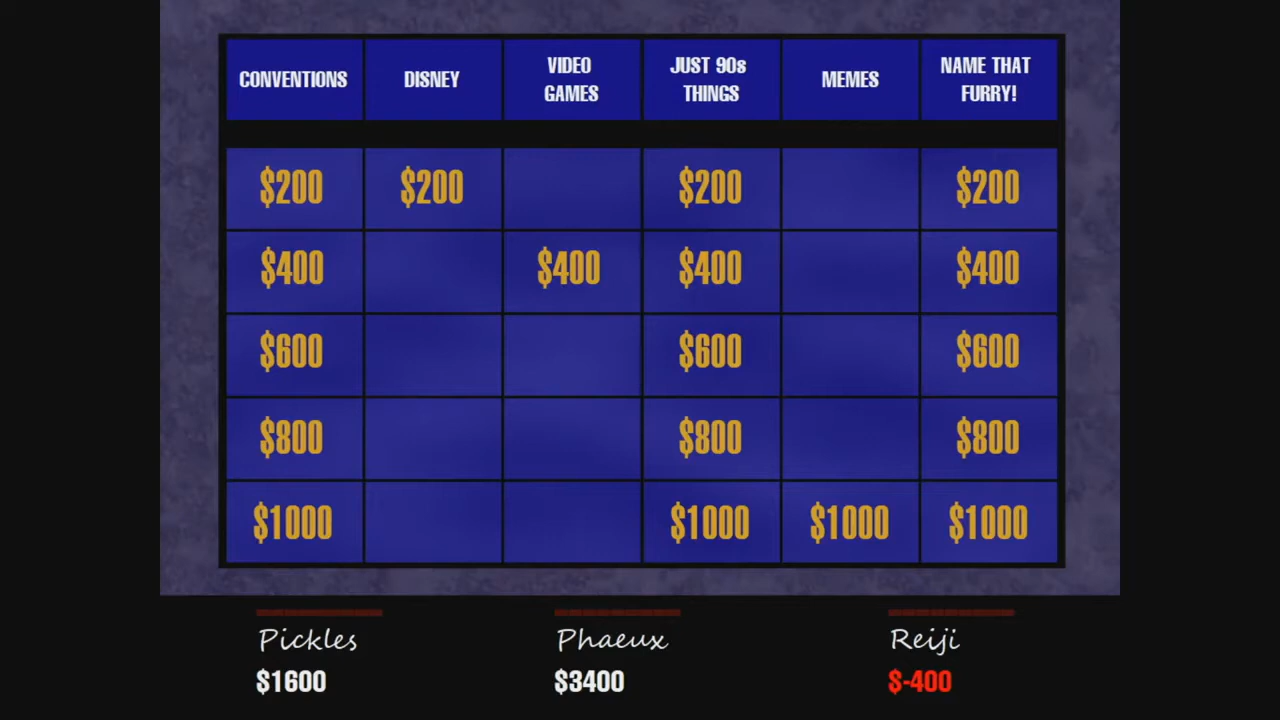 CONVENTIONS DISNEY VIDEO GAMES JUST 90s THINGS MEMES NAME THAT FURRY!
$200 $200 $200 $200
$400 $400 $400 $400
$600 $600 $600
$800 $800 $800
$1000 $1000 $1000 $1000
Pickles Phaeux Reiji
$1600 $3400 $-400